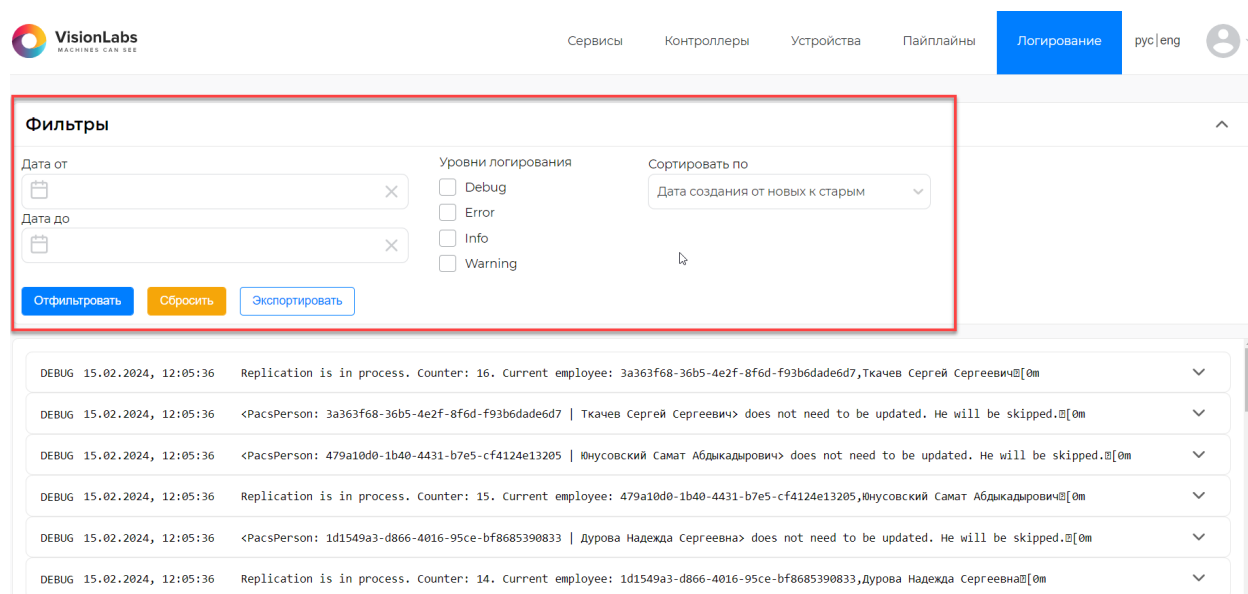 VisionLabs
MACHINES CAN SEE
Сервисы Контроллеры Устройства Пайплайны Логирование рус|eng
Фильтры
Дата от Уровни логирования Сортировать по
Debug Дата создания от новых к старым
Дата до Error
Info
Warning
Отфильтровать Сбросить Экспортировать
DEBUG 15.02.2024, 12:05:36 Replication is in process. Counter: 16. Current employee: 3a363f68-36b5-4e2f-8f6d-f93b6dade6d7,Ткачев Сергей Сергеевич[0m
DEBUG 15.02.2024, 12:05:36 <PacsPerson: 3a363f68-36b5-4e2f-8f6d-f93b6dade6d7 | Ткачев Сергей Сергеевич> does not need to be updated. He will be skipped.[0m
DEBUG 15.02.2024, 12:05:36 <PacsPerson: 479a10d0-1b40-4431-b7e5-cf4124e13205 | Юнусовский Самат Абдыкадырович> does not need to be updated. He will be skipped.[0m
DEBUG 15.02.2024, 12:05:36 Replication is in process. Counter: 15. Current employee: 479a10d0-1b40-4431-b7e5-cf4124e13205,Юнусовский Самат Абдыкадырович[0m
DEBUG 15.02.2024, 12:05:36 <PacsPerson: 1d1549a3-d866-4016-95ce-bf8685390833 | Дурова Надежда Сергеевна> does not need to be updated. He will be skipped.[0m
DEBUG 15.02.2024, 12:05:36 Replication is in process. Counter: 14. Current employee: 1d1549a3-d866-4016-95ce-bf8685390833,Дурова Надежда Сергеевна[0m